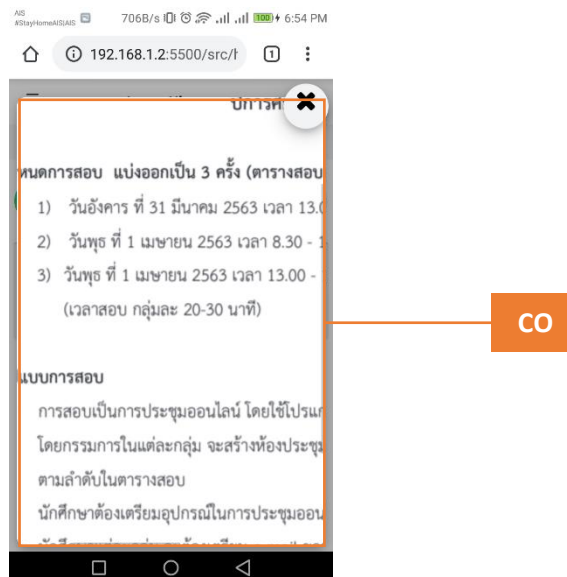 AIS
#StayHomeAIS|AIS 706B/s 100 6:54 PM
192.168.1.2:5500/src/h 1
ปการศ
หนดการสอบ แบ่งออกเป็น 3 ครั้ง (ตารางสอบ
1) วันอังคาร ที่ 31 มีนาคม 2563 เวลา 13.0
2) วันพุธ ที่ 1 เมษายน 2563 เวลา 8.30 - 1
3) วันพุธ ที่ 1 เมษายน 2563 เวลา 13.00 -
(เวลาสอบ กลุ่มละ 20-30 นาที)
CO
แบบการสอบ
การสอบเป็นการประชุมออนไลน์ โดยใช้โปรแก
โดยกรรมการในแต่ละกลุ่ม จะสร้างห้องประชุม
ตามลำดับในตารางสอบ
นักศึกษาต้องเตรียมอุปกรณ์ในการประชุมออน